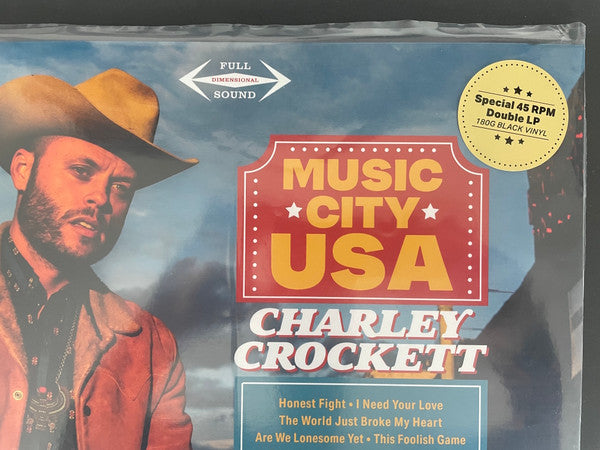 FULL
DIMENSIONAL
SOUND
Special 45 RPM
Double LP
180G BLACK VINYL
MUSIC
CITY
USA
CHARLEY
CROCKETT
Honest Fight • I Need Your Love
The World Just Broke My Heart
Are We Lonesome Yet • This Foolish Game